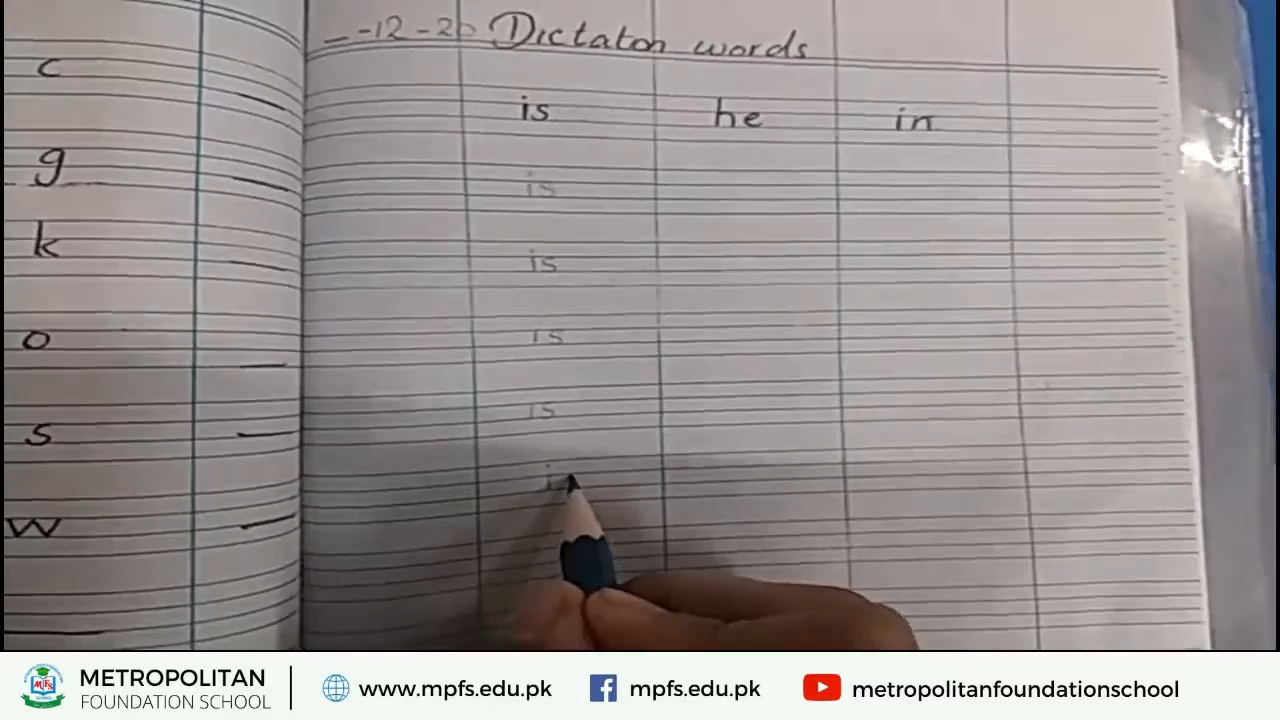 _-12-20 Dictaton words
c
is he in
g
is
k
is
o
is
s
is
w
METROPOLITAN
FOUNDATION SCHOOL
www.mpfs.edu.pk
mpfs.edu.pk
metropolitanfoundationschool